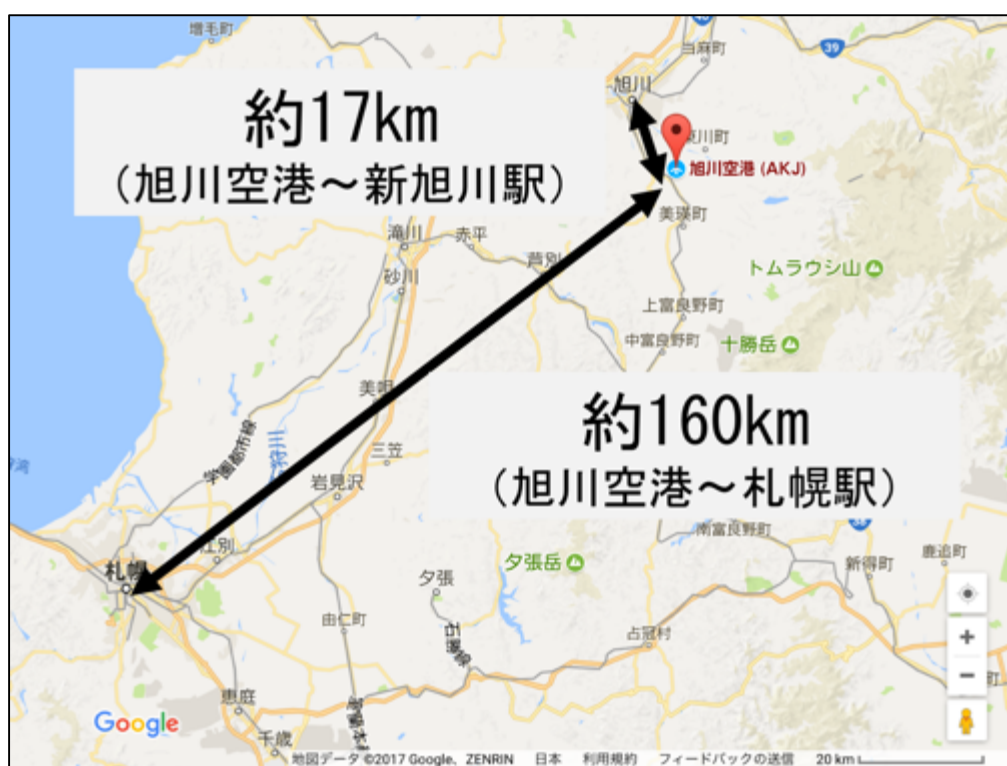 増毛町
40
39
当麻町
約17km
(旭川空港～新旭川駅)
旭川
東川町
旭川空港 (AKJ)
美瑛町
滝川
赤平
砂川
芦別
トムラウシ山
上富良野町
中富良野町
十勝岳
美唄
約160km
(旭川空港～札幌駅)
学園都市線
三笠
岩見沢
江別
札幌
南富良野町
38
新得町
鹿追町
夕張岳
夕張
由仁町
石勝線
占冠村
恵庭
千歳
Google
地図データ ©2017 Google、ZENRIN 日本 利用規約 フィードバックの送信 20 km